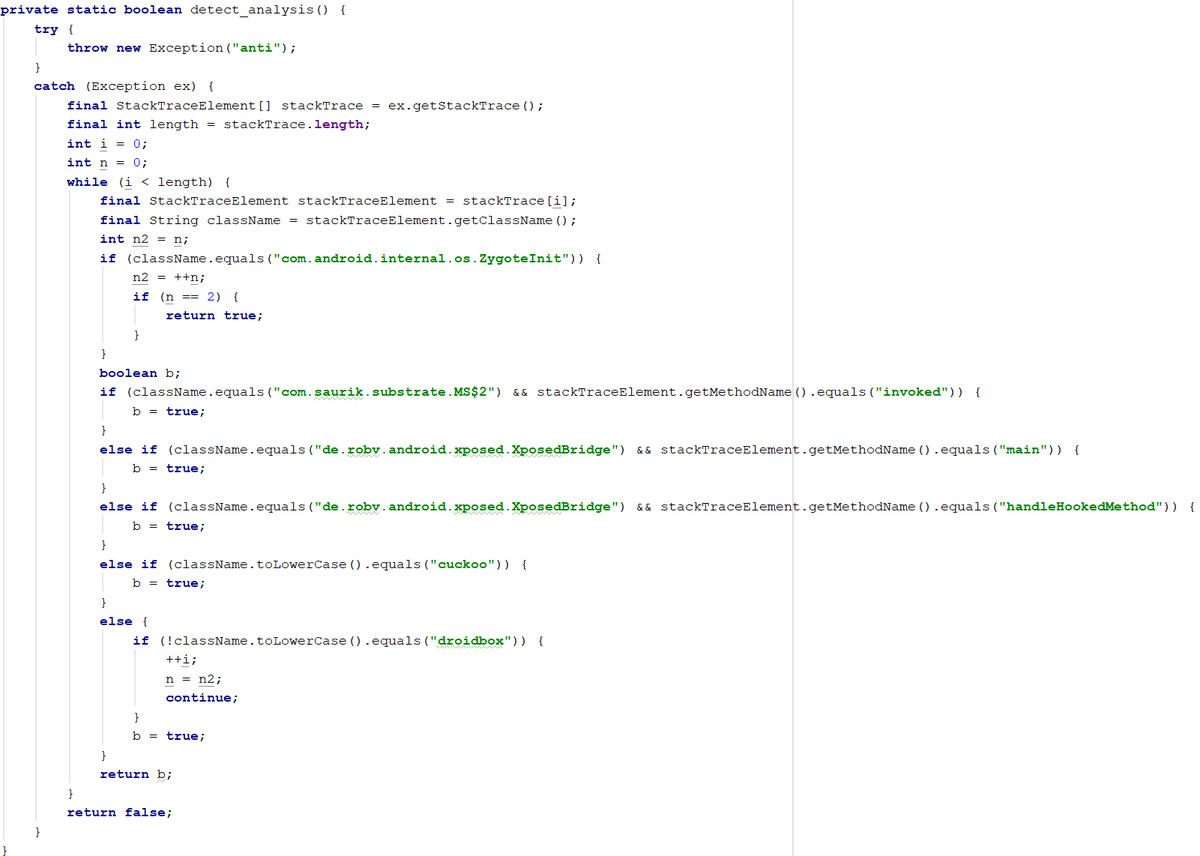 private static boolean detect_analysis() {
    try {
        throw new Exception("anti");
    }
    catch (Exception ex) {
        final StackTraceElement[] stackTrace = ex.getStackTrace();
        final int length = stackTrace.length;
        int i = 0;
        int n = 0;
        while (i < length) {
            final StackTraceElement stackTraceElement = stackTrace[i];
            final String className = stackTraceElement.getClassName();
            int n2 = n;
            if (className.equals("com.android.internal.os.ZygoteInit")) {
                n2 = ++n;
                if (n == 2) {
                    return true;
                }
            }
            boolean b;
            if (className.equals("com.saurik.substrate.MS$2") && stackTraceElement.getMethodName().equals("invoked")) {
                b = true;
            }
            else if (className.equals("de.robv.android.xposed.XposedBridge") && stackTraceElement.getMethodName().equals("main")) {
                b = true;
            }
            else if (className.equals("de.robv.android.xposed.XposedBridge") && stackTraceElement.getMethodName().equals("handleHookedMethod")) {
                b = true;
            }
            else if (className.toLowerCase().equals("cuckoo")) {
                b = true;
            }
            else {
                if (!className.toLowerCase().equals("droidbox")) {
                    ++i;
                    n = n2;
                    continue;
                }
                b = true;
            }
            return b;
        }
        return false;
    }
}